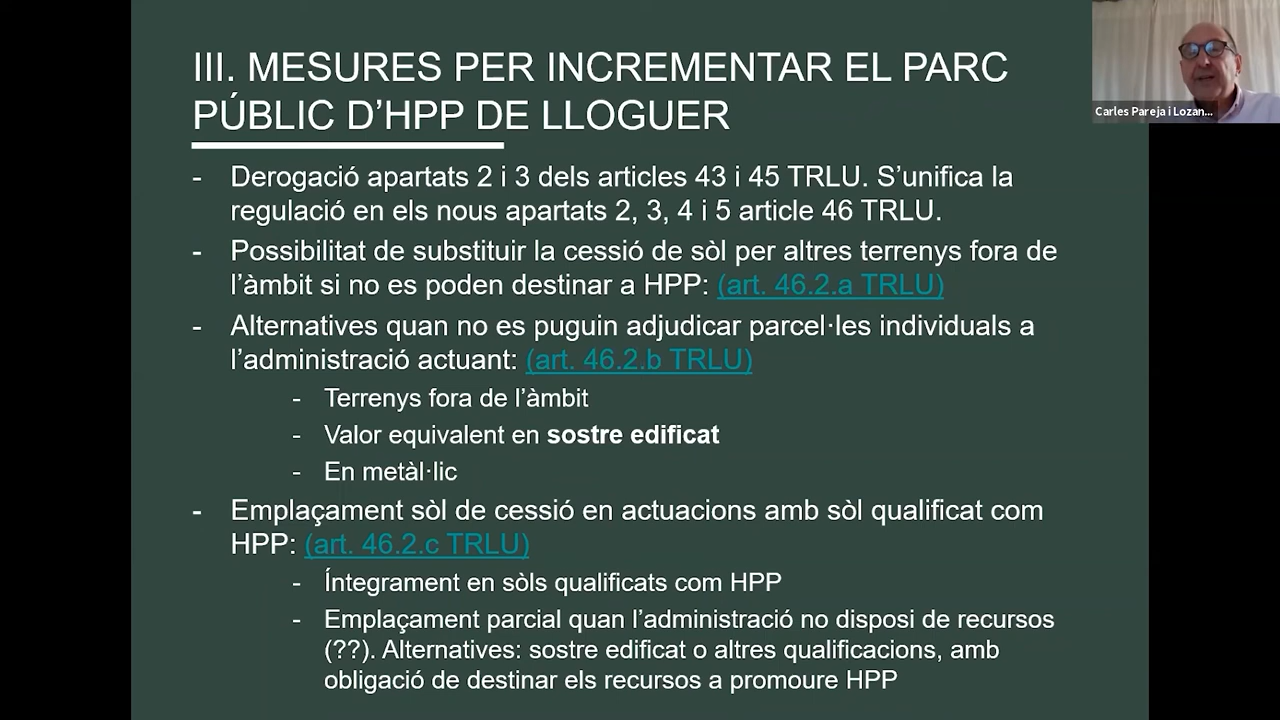 III. MESURES PER INCREMENTAR EL PARC
PÚBLIC D'HPP DE LLOGUER
- Derogació apartats 2 i 3 dels articles 43 i 45 TRLU. S'unifica la
regulació en els nous apartats 2, 3, 4 i 5 article 46 TRLU.
- Possibilitat de substituir la cessió de sòl per altres terrenys fora de
l'àmbit si no es poden destinar a HPP: (art. 46.2.a TRLU)
- Alternatives quan no es puguin adjudicar parcel·les individuals a
l'administració actuant: (art. 46.2.b TRLU)
- Terrenys fora de l'àmbit
- Valor equivalent en sostre edificat
- En metàl·lic
- Emplaçament sòl de cessió en actuacions amb sòl qualificat com
HPP: (art. 46.2.c TRLU)
- Íntegrament en sòls qualificats com HPP
- Emplaçament parcial quan l'administració no disposi de recursos
(??). Alternatives: sostre edificat o altres qualificacions, amb
obligació de destinar els recursos a promoure HPP
Carles Pareja i Lozan...